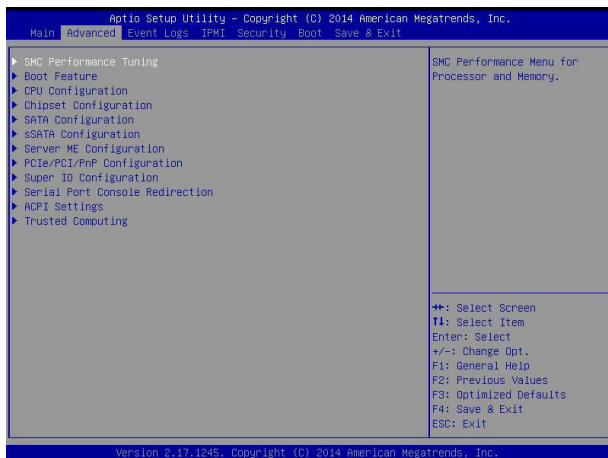 Aptio Setup Utility – Copyright (C) 2014 American Megatrends, Inc.
Main Advanced Event Logs IPMI Security Boot Save & Exit
▶ SMC Performance Tuning
▶ Boot Feature
▶ CPU Configuration
▶ Chipset Configuration
▶ SATA Configuration
▶ sSATA Configuration
▶ Server ME Configuration
▶ PCIe/PCI/PnP Configuration
▶ Super IO Configuration
▶ Serial Port Console Redirection
▶ ACPI Settings
▶ Trusted Computing
SMC Performance Menu for
Processor and Memory.
→←: Select Screen
↑↓: Select Item
Enter: Select
+/-: Change Opt.
F1: General Help
F2: Previous Values
F3: Optimized Defaults
F4: Save & Exit
ESC: Exit
Version 2.17.1245. Copyright (C) 2014 American Megatrends, Inc.